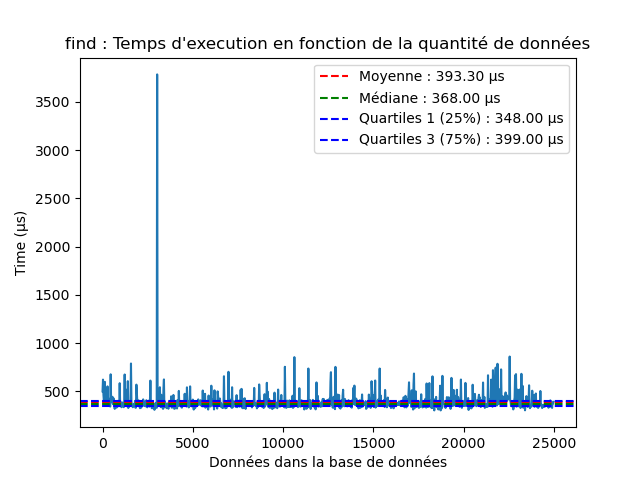 find : Temps d'execution en fonction de la quantité de données
Moyenne : 393.30 µs
Médiane : 368.00 µs
Quartiles 1 (25%) : 348.00 µs
Quartiles 3 (75%) : 399.00 µs
Time (µs)
3500
3000
2500
2000
1500
1000
500
0 5000 10000 15000 20000 25000
Données dans la base de données